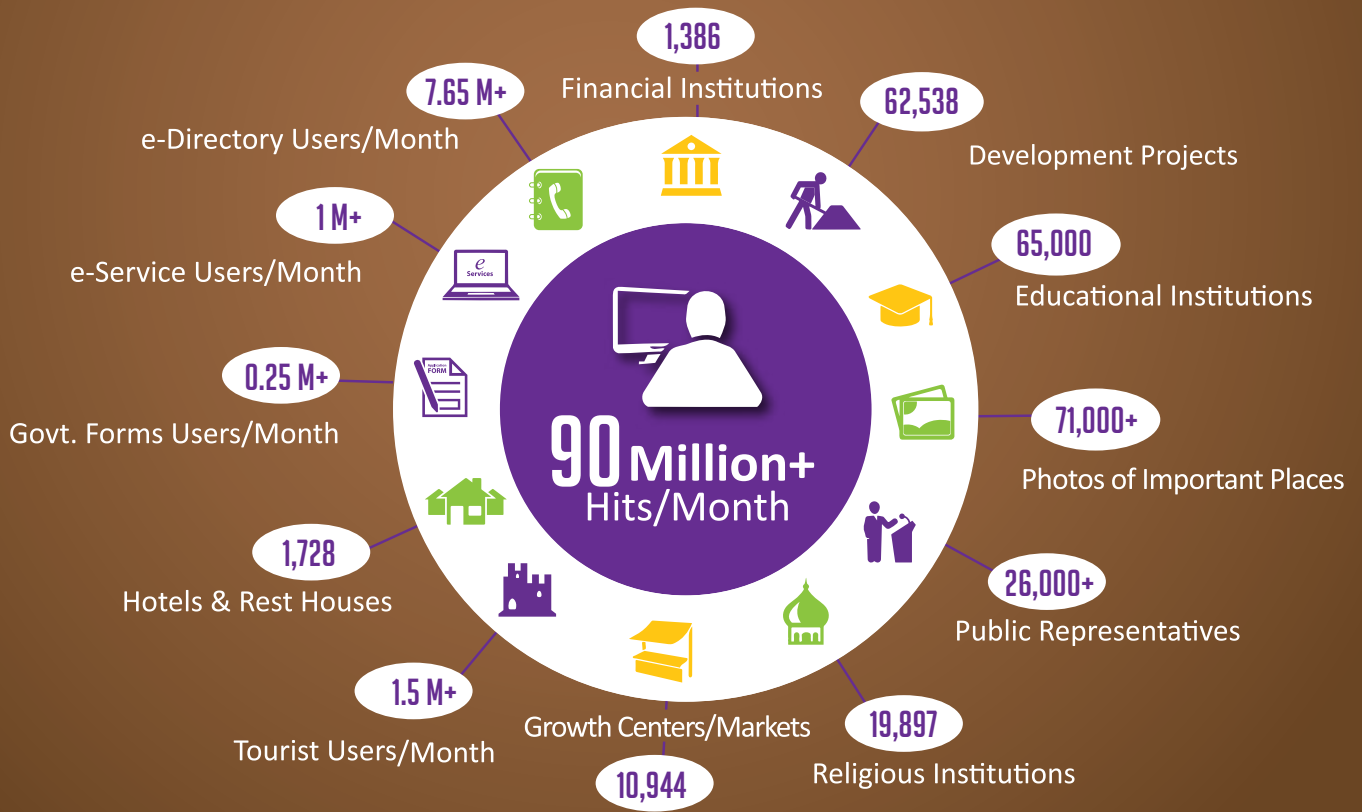 1,386
Financial Institutions
62,538
Development Projects
65,000
Educational Institutions
71,000+
Photos of Important Places
26,000+
Public Representatives
19,897
Religious Institutions
Growth Centers/Markets
10,944
1.5 M+
Tourist Users/Month
1,728
Hotels & Rest Houses
0.25 M+
Govt. Forms Users/Month
1 M+
e-Service Users/Month
7.65 M+
e-Directory Users/Month
e
Services
Application
FORM
90 Million+
Hits/Month